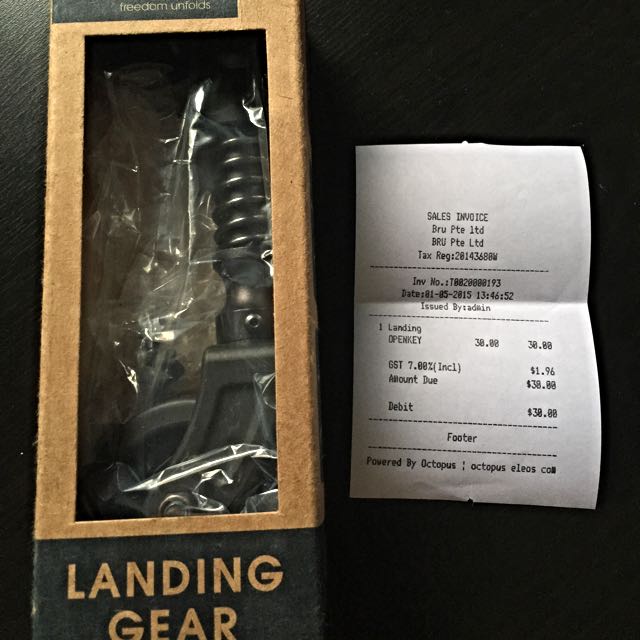 freedom unfolds
LANDING
GEAR
SALES INVOICE
Bru Pte ltd
BRU Pte Ltd
Tax Reg:20143680W
Inv No.:T0020000193
Date:01-05-2015 13:46:52
Issued By:admin
1 Landing
OPENKEY 30.00 30.00
GST 7.00%(Incl) $1.96
Amount Due $30.00
Debit $30.00
Footer
Powered By Octopus ¦ octopus eleos com